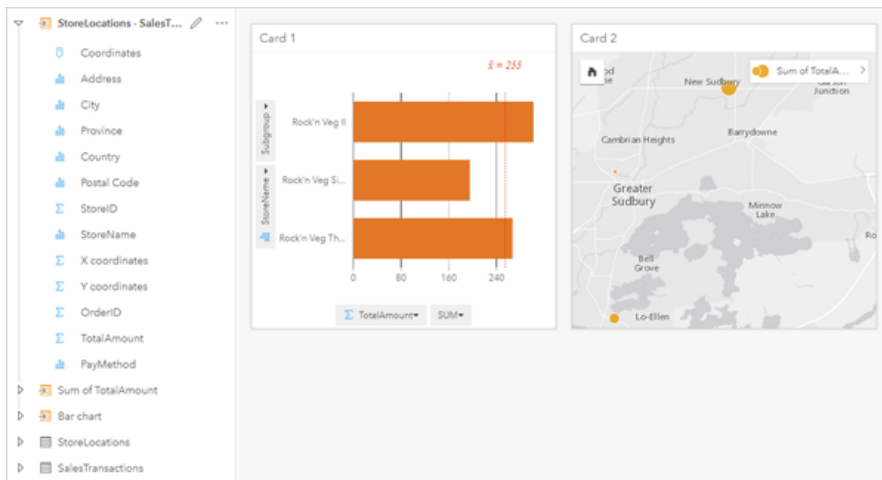 StoreLocations - SalesT...
Coordinates
Address
City
Province
Country
Postal Code
StoreID
StoreName
X coordinates
Y coordinates
OrderID
TotalAmount
PayMethod
Sum of TotalAmount
Bar chart
StoreLocations
SalesTransactions
Card 1
x̄ = 255
Subgroup
StoreName
Rock'n Veg II
Rock'n Veg Si...
Rock'n Veg Th...
0 80 160 240
Σ TotalAmount SUM
Card 2
Sum of TotalA...
New Sudbury
Junction
Cambrian Heights
Barrydowne
Greater
Sudbury
Minnow
Lake
Bell
Grove
Lo-Ellen